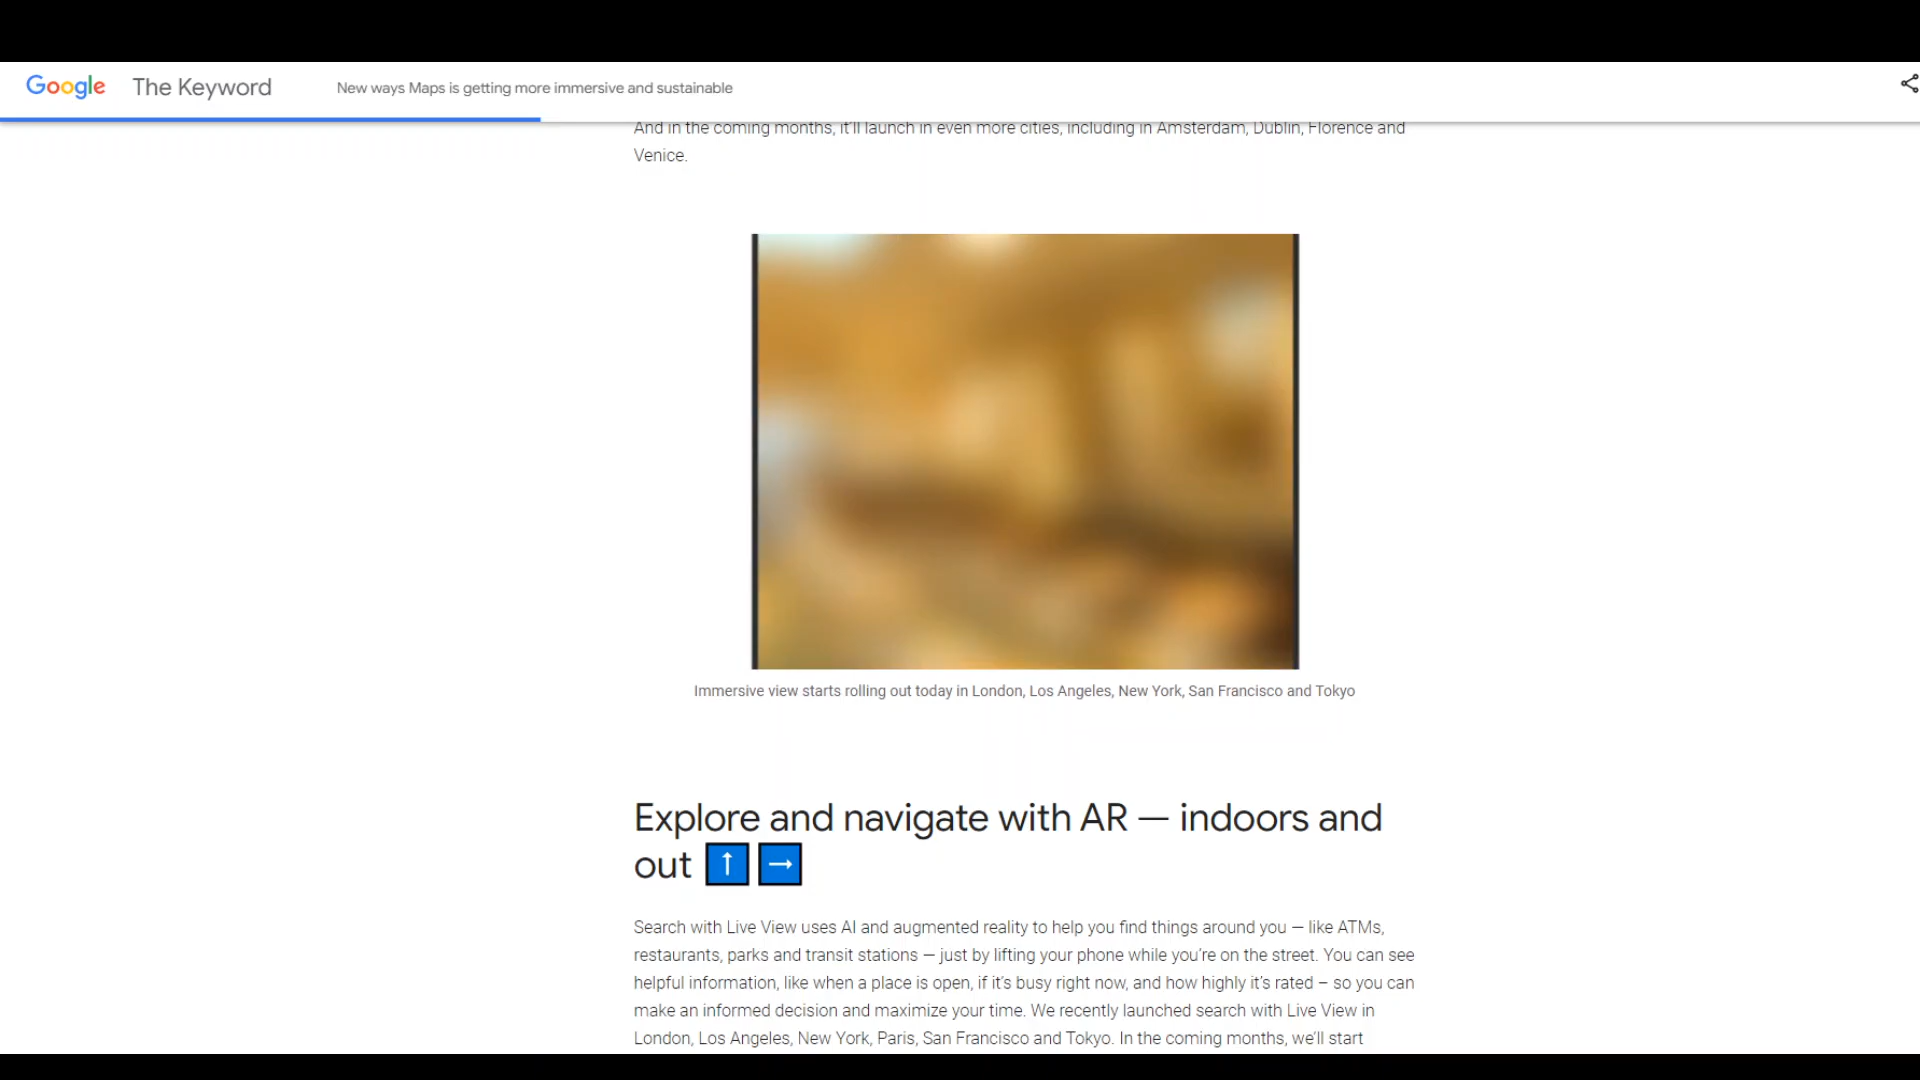 Google The Keyword New ways Maps is getting more immersive and sustainable
And in the coming months, it'll launch in even more cities, including in Amsterdam, Dublin, Florence and
Venice.
Immersive view starts rolling out today in London, Los Angeles, New York, San Francisco and Tokyo
Explore and navigate with AR — indoors and
out ↑ →
Search with Live View uses AI and augmented reality to help you find things around you — like ATMs,
restaurants, parks and transit stations — just by lifting your phone while you're on the street. You can see
helpful information, like when a place is open, if it's busy right now, and how highly it's rated – so you can
make an informed decision and maximize your time. We recently launched search with Live View in
London, Los Angeles, New York, Paris, San Francisco and Tokyo. In the coming months, we'll start